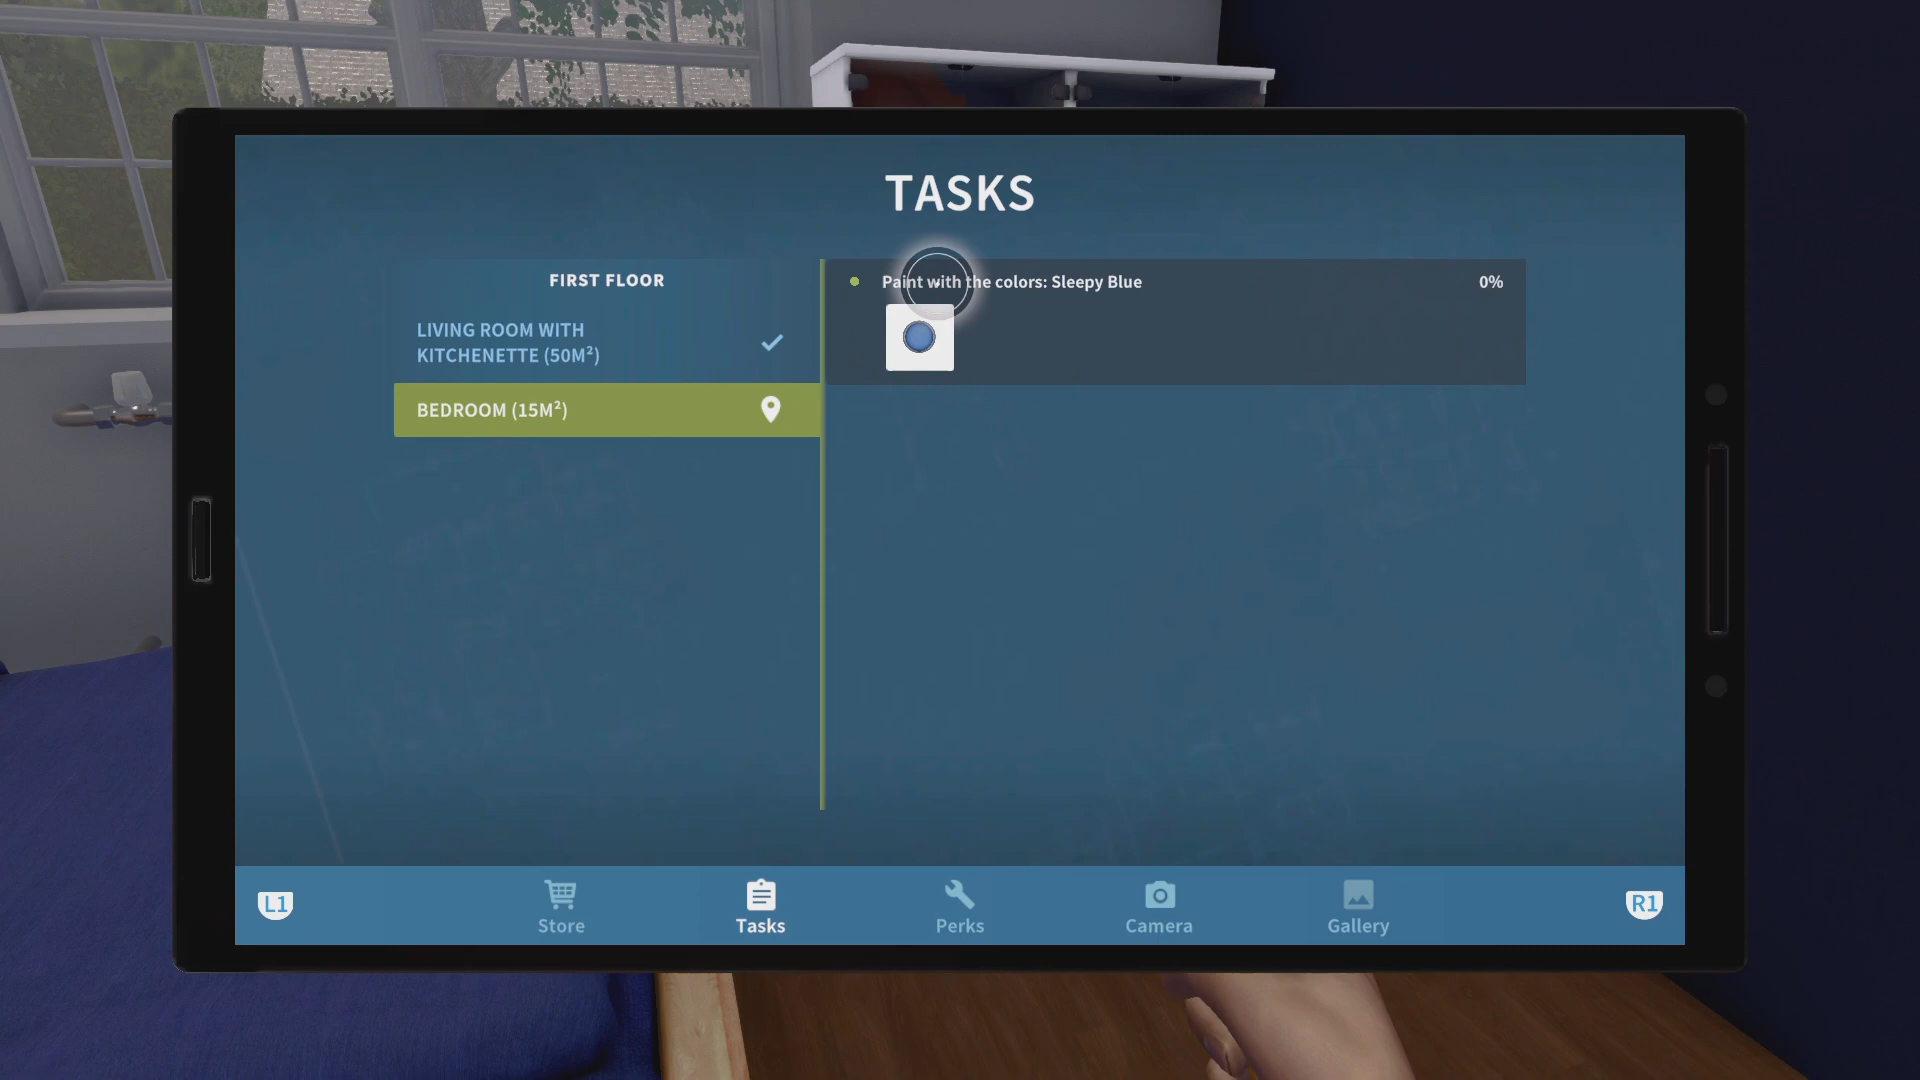 TASKS
FIRST FLOOR
LIVING ROOM WITH
KITCHENETTE (50M²)
BEDROOM (15M²)
Paint with the colors: Sleepy Blue
0%
L1
Store
Tasks
Perks
Camera
Gallery
R1